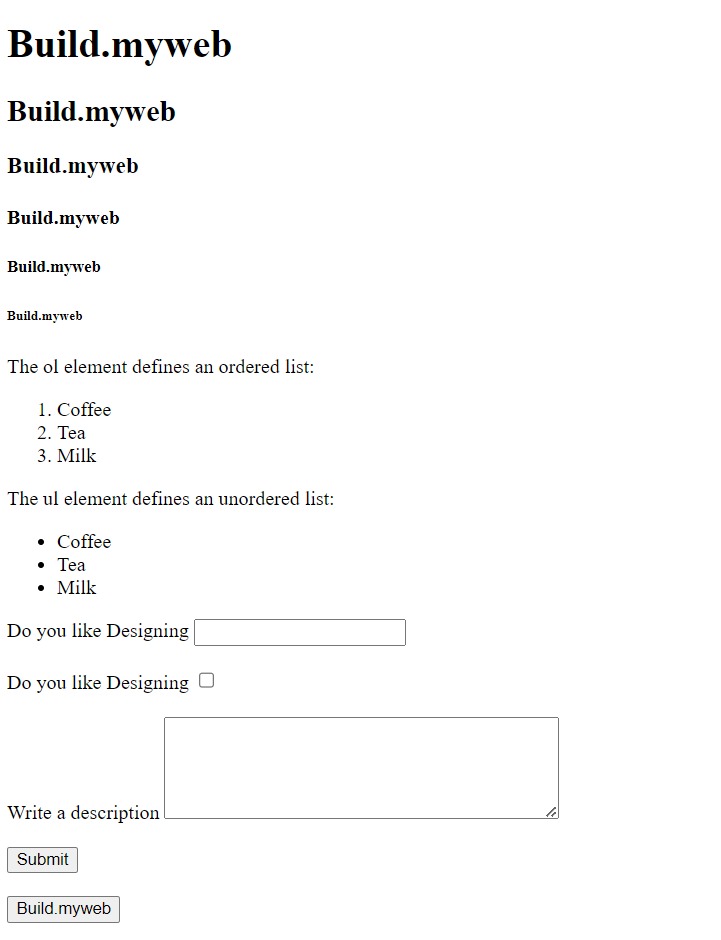 Build.myweb
Build.myweb
Build.myweb
Build.myweb
Build.myweb
Build.myweb
The ol element defines an ordered list:
1. Coffee
2. Tea
3. Milk
The ul element defines an unordered list:
• Coffee
• Tea
• Milk
Do you like Designing
Do you like Designing
Write a description
Submit
Build.myweb